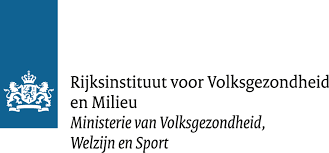 Rijksinstituut voor Volksgezondheid
en Milieu
Ministerie van Volksgezondheid,
Welzijn en Sport